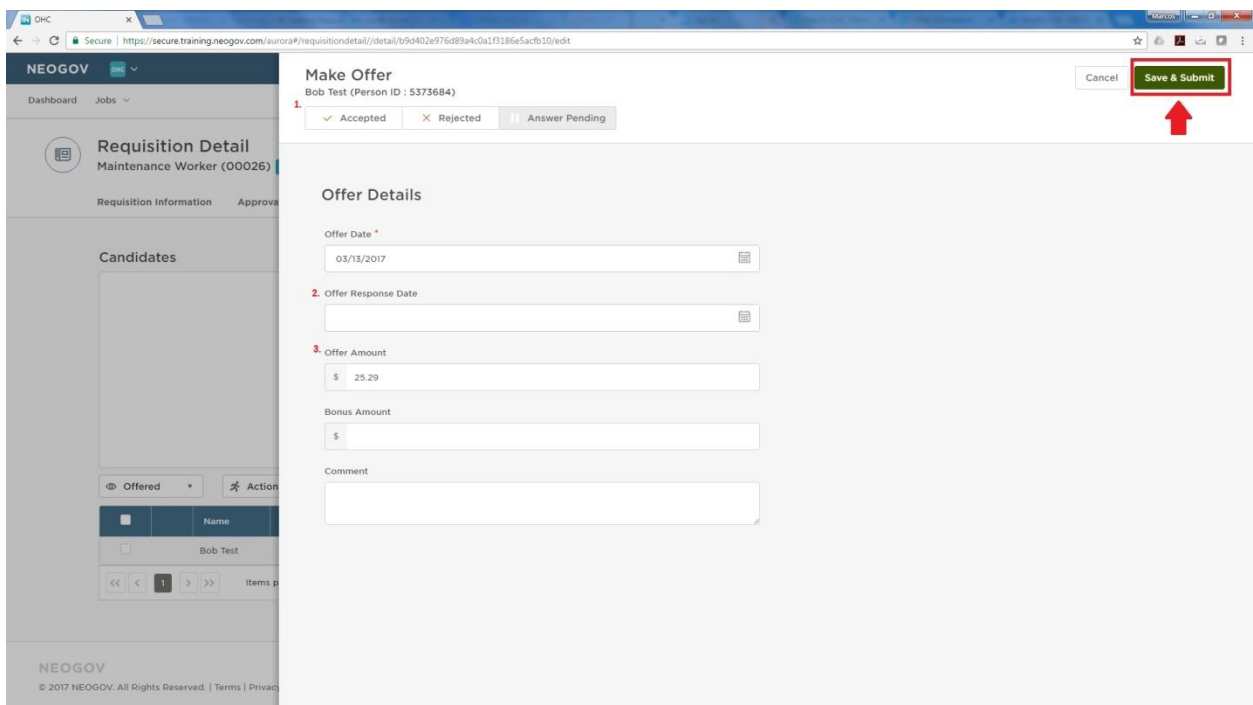 OHC
Marcos
Secure | https://secure.training.neogov.com/aurora#/requisitiondetail//detail/b9d402e976d89a4c0a1f3186e5acfb10/edit
NEOGOV OHC
Dashboard Jobs
Requisition Detail
Maintenance Worker (00026)
Requisition Information Approva
Candidates
Offered Action
Name
Bob Test
<< < 1 > >> Items p
NEOGOV
© 2017 NEOGOV. All Rights Reserved. | Terms | Privacy
Make Offer
Bob Test (Person ID : 5373684)
Cancel Save & Submit
1.
Accepted Rejected Answer Pending
Offer Details
Offer Date *
03/13/2017
2. Offer Response Date
3. Offer Amount
$ 25.29
Bonus Amount
$
Comment